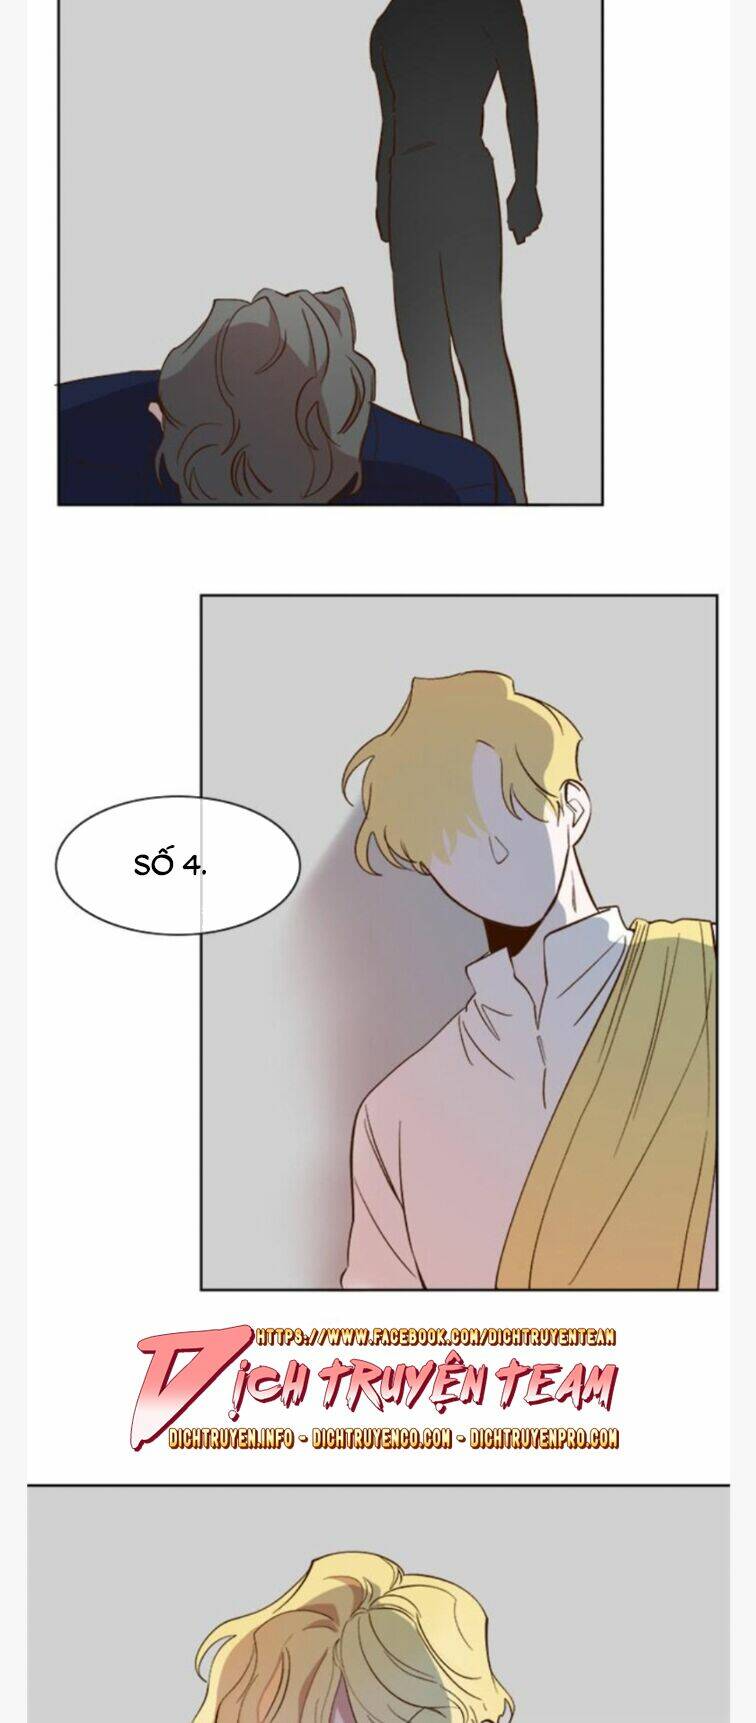 SỐ 4.
HTTPS://WWW.FACEBOOK.COM/DICHTRUYENTEAM
DỊCH TRUYỆN TEAM
DICHTRUYEN.INFO - DICHTRUYENCO.COM - DICHTRUYENPRO.COM